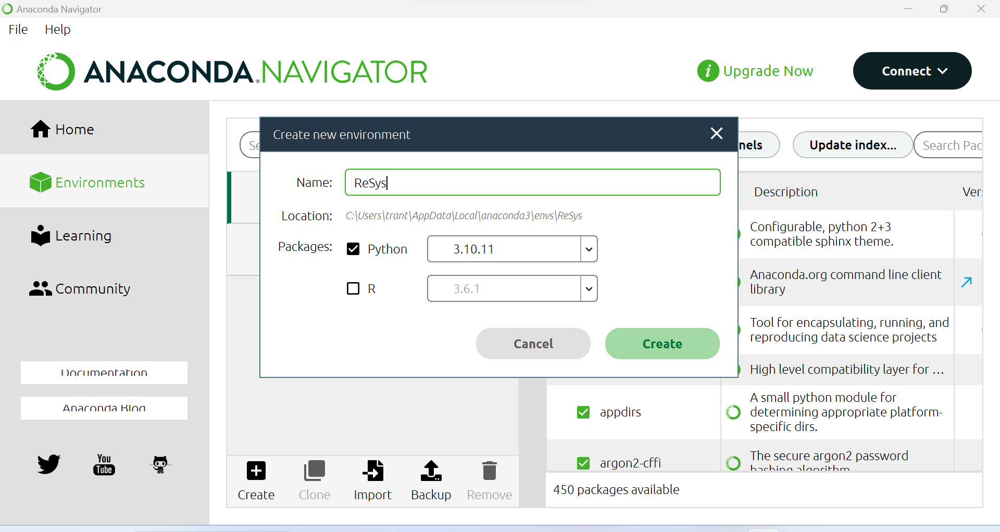 Anaconda Navigator
File Help
ANACONDA.NAVIGATOR
Upgrade Now
Connect
Home
Environments
Learning
Community
Documentation
Anaconda Blog
You
Tube
Create new environment
Name: ReSys
Location: C:\Users\trant\AppData\Local\anaconda3\envs\ReSys
Packages: Python 3.10.11
R 3.6.1
Cancel Create
Update index... Search Pac
Description
Configurable, python 2+3
compatible sphinx theme.
Anaconda.org command line client
library
Tool for encapsulating, running, and
reproducing data science projects
High level compatibility layer for ...
appdirs
A small python module for
determining appropriate platform-
specific dirs.
argon2-cffi
The secure argon2 password
hashing algorithm
450 packages available
Create Clone Import Backup Remove